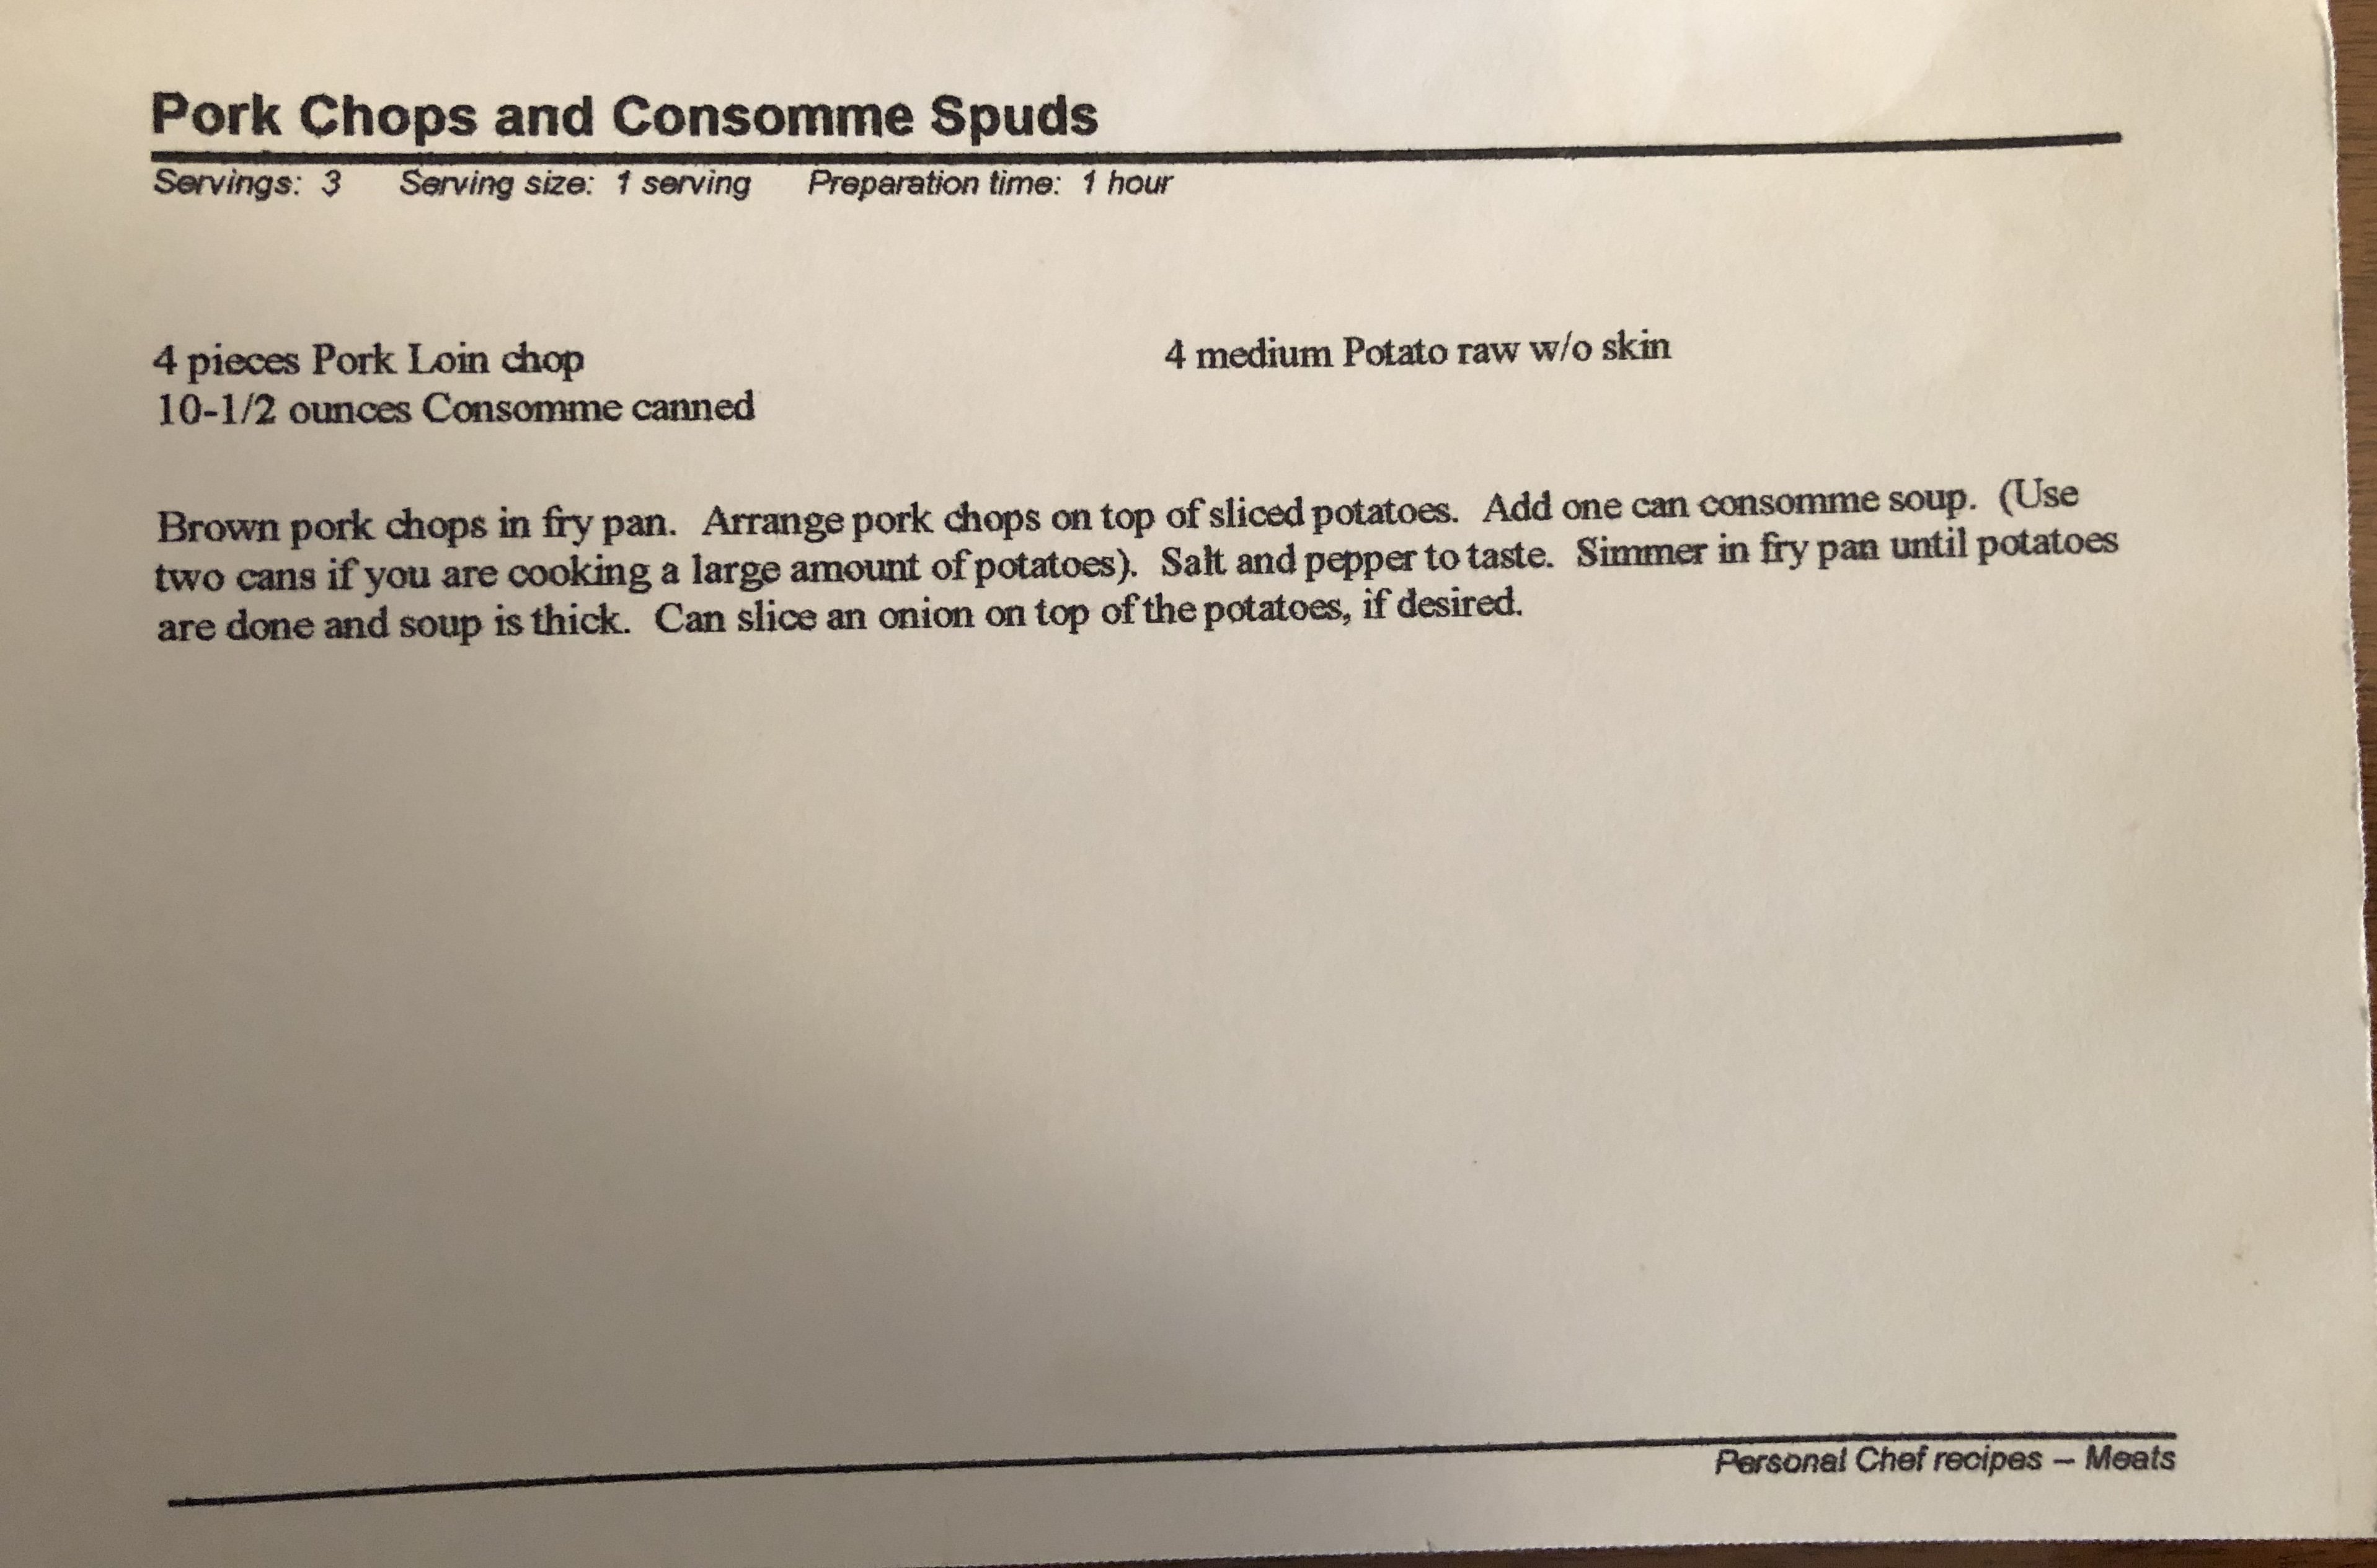 Pork Chops and Consomme Spuds
Servings: 3 Serving size: 1 serving Preparation time: 1 hour
4 pieces Pork Loin chop
4 medium Potato raw w/o skin
10-1/2 ounces Consomme canned
Brown pork chops in fry pan. Arrange pork chops on top of sliced potatoes. Add one can consomme soup. (Use
two cans if you are cooking a large amount of potatoes). Salt and pepper to taste. Simmer in fry pan until potatoes
are done and soup is thick. Can slice an onion on top of the potatoes, if desired.
Personal Chef recipes – Meats